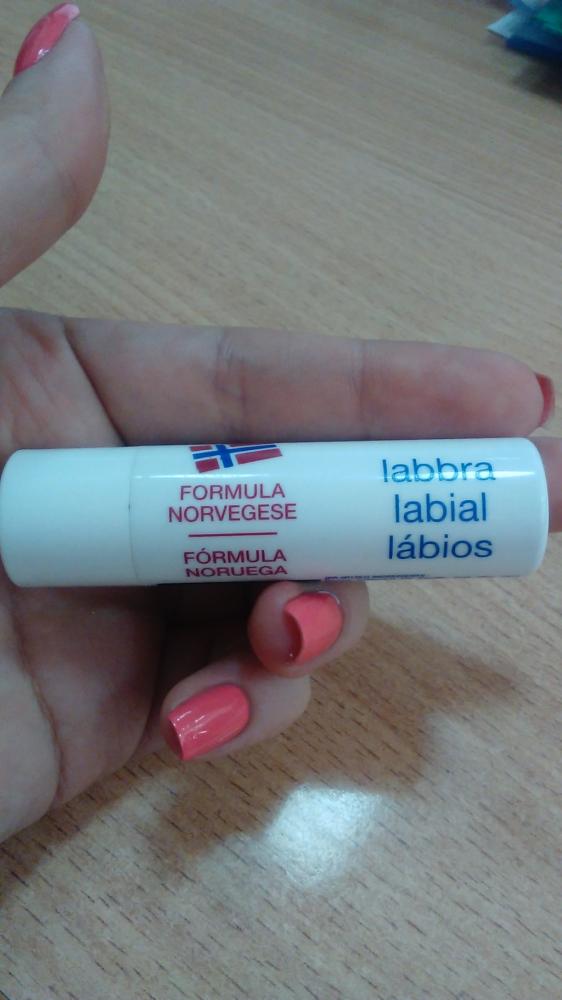 FORMULA
NORVEGESE
FÓRMULA
NORUEGA
labbra
labial
lábios